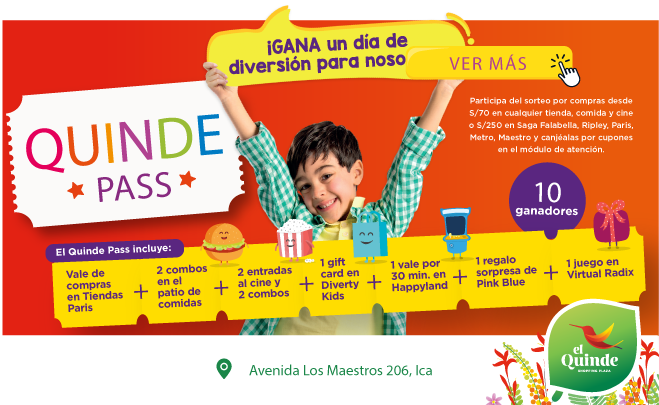 ¡GANA un día de
diversión para noso
VER MÁS
QUINDE
PASS
Participa del sorteo por compras desde
S/70 en cualquier tienda, comida y cine
o S/250 en Saga Falabella, Ripley, Paris,
Metro, Maestro y canjéalas por cupones
en el módulo de atención.
10
ganadores
El Quinde Pass incluye:
Vale de
compras
en Tiendas
Paris
+
2 combos
en el
patio de
comidas
+
2 entradas
al cine y
2 combos
+
1 gift
card en
Diverty
Kids
+
1 vale por
30 min. en
Happyland
+
1 regalo
sorpresa de
Pink Blue
+
1 juego en
Virtual Radix
el
Quinde
SHOPPING PLAZA
Avenida Los Maestros 206, Ica